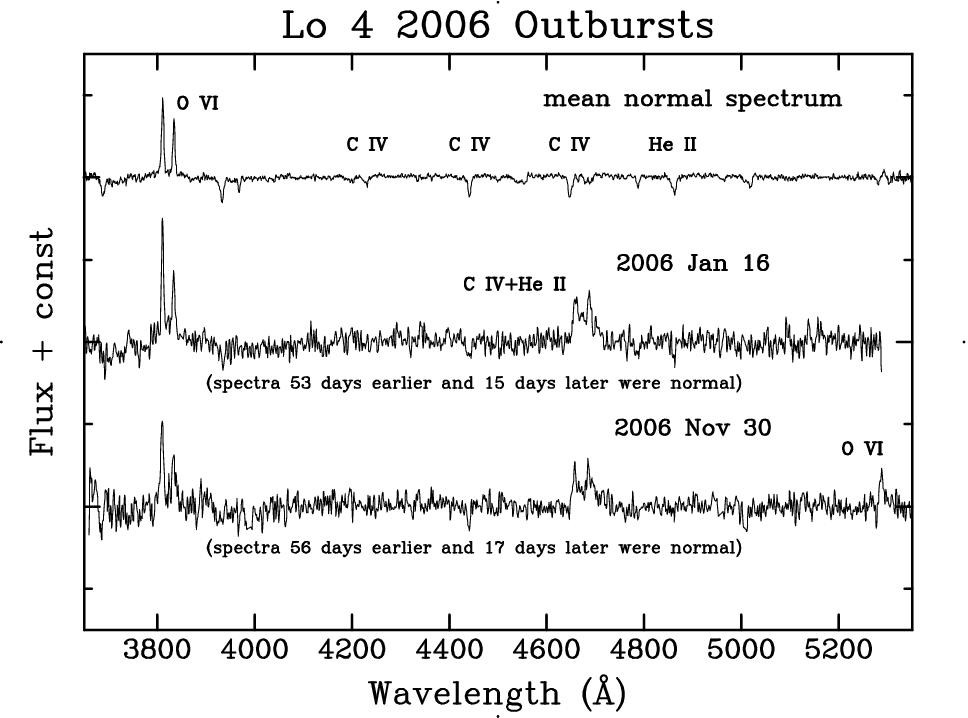 Lo 4 2006 Outbursts
O VI
mean normal spectrum
C IV C IV C IV He II
2006 Jan 16
C IV+He II
(spectra 53 days earlier and 15 days later were normal)
2006 Nov 30
O VI
(spectra 56 days earlier and 17 days later were normal)
3800 4000 4200 4400 4600 4800 5000 5200
Wavelength (Å)
Flux + const